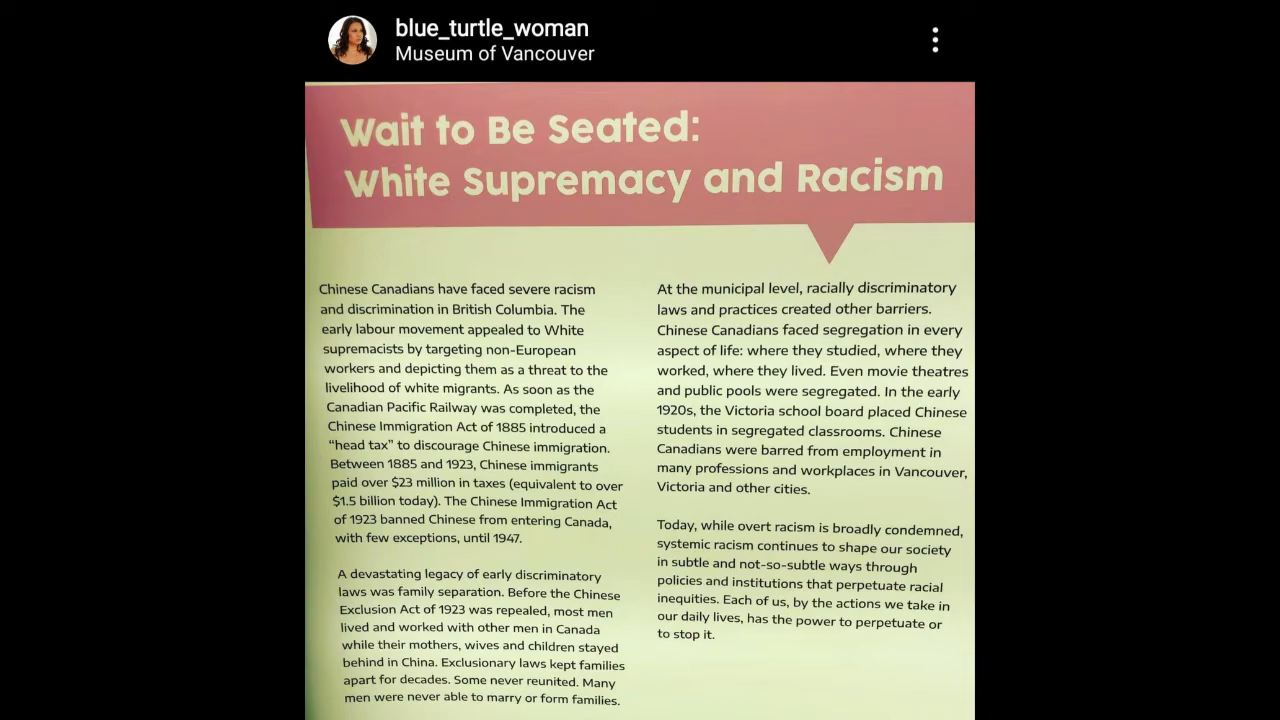 blue_turtle_woman
Museum of Vancouver
Wait to Be Seated:
White Supremacy and Racism
Chinese Canadians have faced severe racism
and discrimination in British Columbia. The
early labour movement appealed to White
supremacists by targeting non-European
workers and depicting them as a threat to the
livelihood of white migrants. As soon as the
Canadian Pacific Railway was completed, the
Chinese Immigration Act of 1885 introduced a
“head tax” to discourage Chinese immigration.
Between 1885 and 1923, Chinese immigrants
paid over $23 million in taxes (equivalent to over
$1.5 billion today). The Chinese Immigration Act
of 1923 banned Chinese from entering Canada,
with few exceptions, until 1947.
A devastating legacy of early discriminatory
laws was family separation. Before the Chinese
Exclusion Act of 1923 was repealed, most men
lived and worked with other men in Canada
while their mothers, wives and children stayed
behind in China. Exclusionary laws kept families
apart for decades. Some never reunited. Many
men were never able to marry or form families.
At the municipal level, racially discriminatory
laws and practices created other barriers.
Chinese Canadians faced segregation in every
aspect of life: where they studied, where they
worked, where they lived. Even movie theatres
and public pools were segregated. In the early
1920s, the Victoria school board placed Chinese
students in segregated classrooms. Chinese
Canadians were barred from employment in
many professions and workplaces in Vancouver,
Victoria and other cities.
Today, while overt racism is broadly condemned,
systemic racism continues to shape our society
in subtle and not-so-subtle ways through
policies and institutions that perpetuate racial
inequities. Each of us, by the actions we take in
our daily lives, has the power to perpetuate or
to stop it.